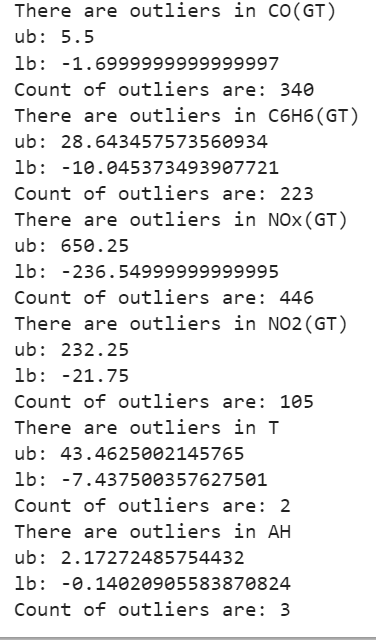 There are outliers in CO(GT)
ub: 5.5
lb: -1.6999999999999997
Count of outliers are: 340
There are outliers in C6H6(GT)
ub: 28.643457573560934
lb: -10.045373493907721
Count of outliers are: 223
There are outliers in NOx(GT)
ub: 650.25
lb: -236.54999999999995
Count of outliers are: 446
There are outliers in NO2(GT)
ub: 232.25
lb: -21.75
Count of outliers are: 105
There are outliers in T
ub: 43.4625002145765
lb: -7.437500357627501
Count of outliers are: 2
There are outliers in AH
ub: 2.17272485754432
lb: -0.14020905583870824
Count of outliers are: 3